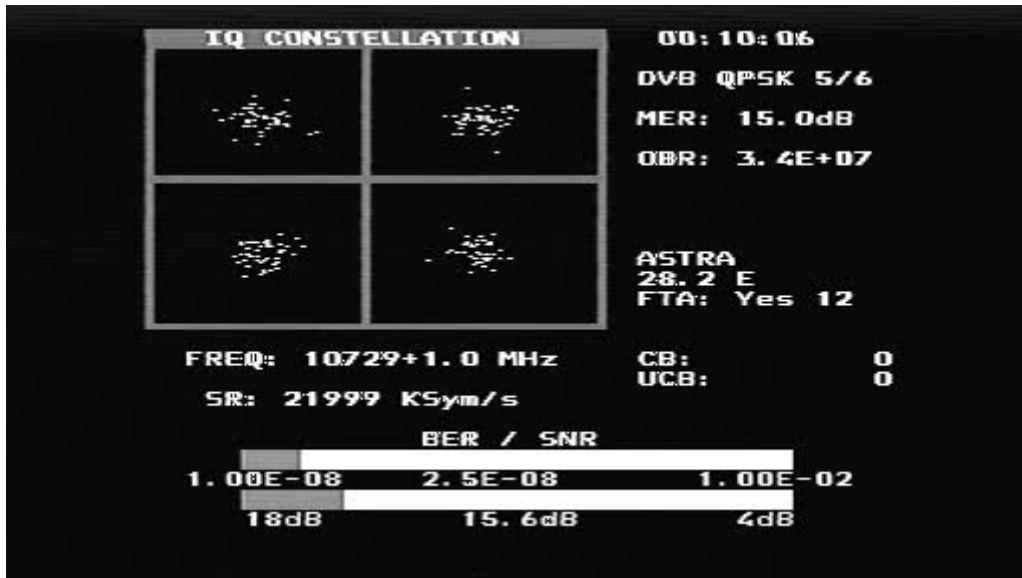 IQ CONSTELLATION
00:10:06
DVB QPSK 5/6
MER: 15.0dB
OBR: 3.4E+07
ASTRA
28.2 E
FTA: Yes 12
FREQ: 10729+1.0 MHz
CB: 0
UCB: 0
SR: 21999 KSym/s
BER / SNR
1.00E-08 2.5E-08 1.00E-02
18dB 15.6dB 4dB